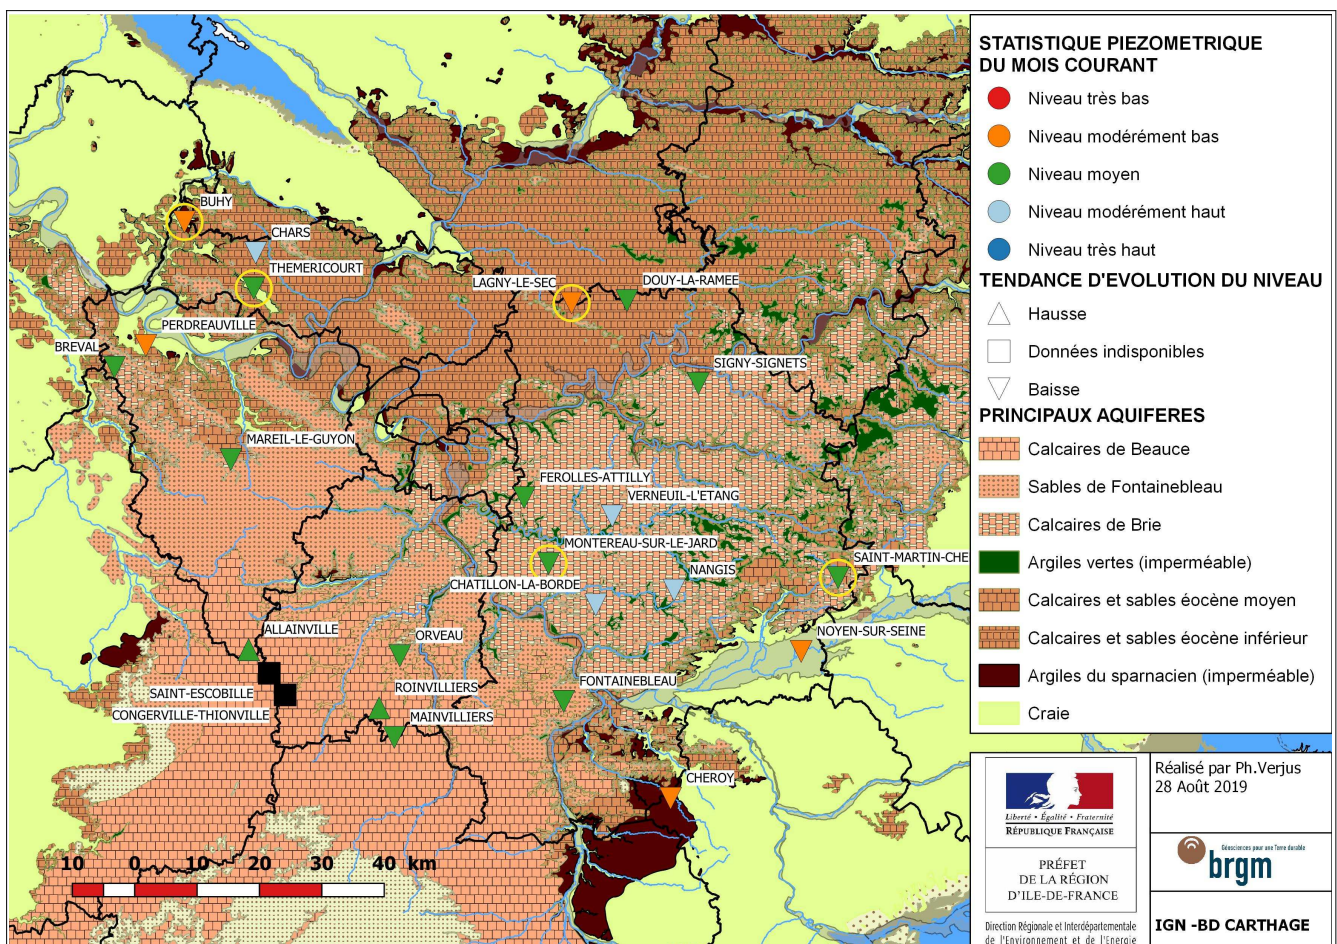 STATISTIQUE PIEZOMETRIQUE
DU MOIS COURANT
Niveau très bas
Niveau modérément bas
Niveau moyen
Niveau modérément haut
Niveau très haut
TENDANCE D'EVOLUTION DU NIVEAU
Hausse
Données indisponibles
Baisse
PRINCIPAUX AQUIFERES
Calcaires de Beauce
Sables de Fontainebleau
Calcaires de Brie
Argiles vertes (imperméable)
Calcaires et sables éocène moyen
Calcaires et sables éocène inférieur
Argiles du sparnacien (imperméable)
Craie
BUHY
CHARS
THEMERICOURT
LAGNY-LE-SEC
DOUY-LA-RAMEE
PERDREAUVILLE
BREVAL
SIGNY-SIGNETS
MAREIL-LE-GUYON
FEROLLES-ATTILLY
VERNEUIL-L'ETANG
MONTEREAU-SUR-LE-JARD
SAINT-MARTIN-CHE
NANGIS
CHATILLON-LA-BORDE
ALLAINVILLE
ORVEAU
NOYEN-SUR-SEINE
SAINT-ESCOBILLE
ROINVILLIERS
FONTAINEBLEAU
CONGERVILLE-THIONVILLE
MAINVILLIERS
CHEROY
10 0 10 20 30 40 km
Liberté • Égalité • Fraternité
RÉPUBLIQUE FRANÇAISE
PRÉFET
DE LA RÉGION
D'ILE-DE-FRANCE
Direction Régionale et Interdépartementale
de l'Environnement et de l'Energie
Réalisé par Ph.Verjus
28 Août 2019
Géosciences pour une Terre durable
brgm
IGN -BD CARTHAGE